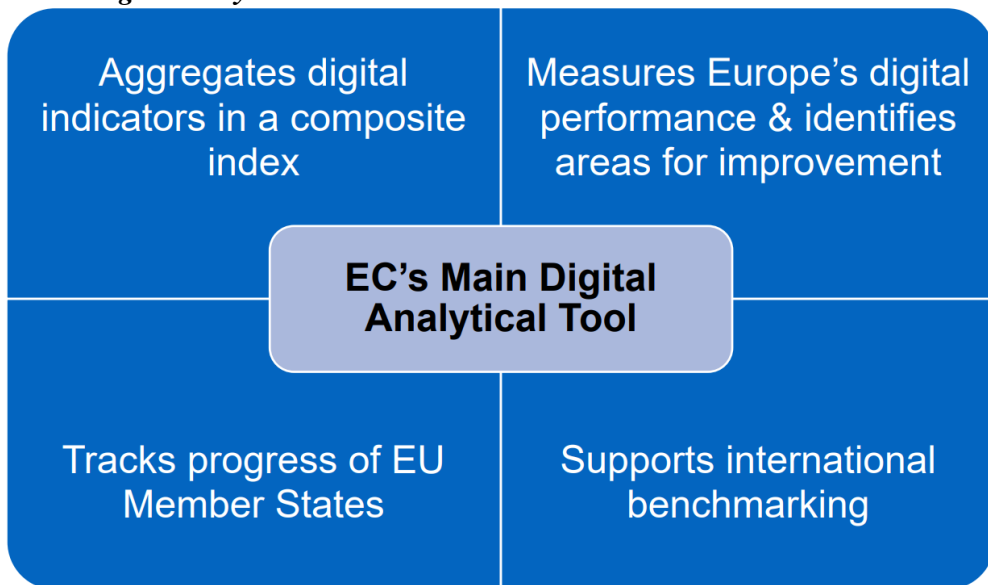 Aggregates digital
indicators in a composite
index
Measures Europe's digital
performance & identifies
areas for improvement
EC's Main Digital
Analytical Tool
Tracks progress of EU
Member States
Supports international
benchmarking